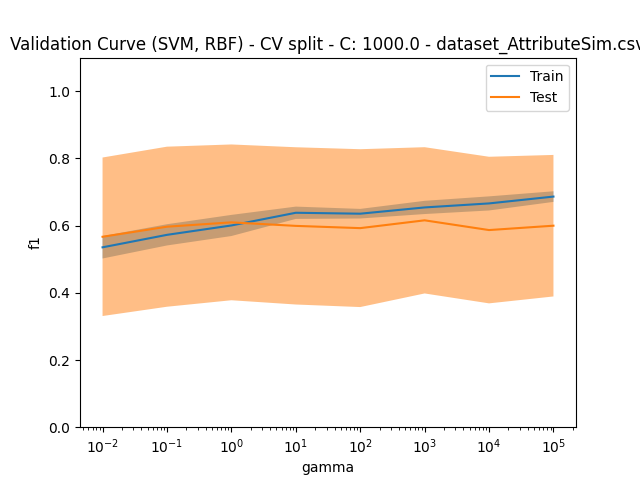 Validation Curve (SVM, RBF) - CV split - C: 1000.0 - dataset_AttributeSim.csv
Train
Test
f1
1.0
0.8
0.6
0.4
0.2
0.0
10⁻² 10⁻¹ 10⁰ 10¹ 10² 10³ 10⁴ 10⁵
gamma